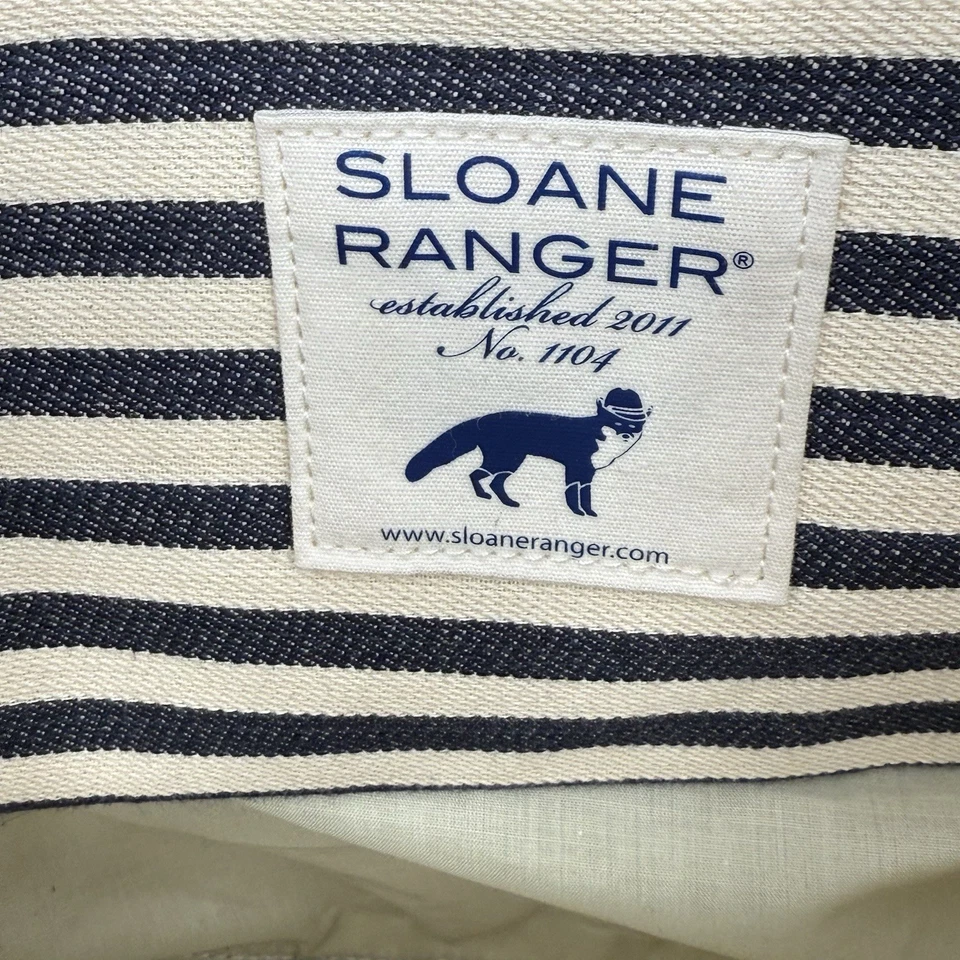 SLOANE
RANGER®
established 2011
No. 1104
www.sloaneranger.com